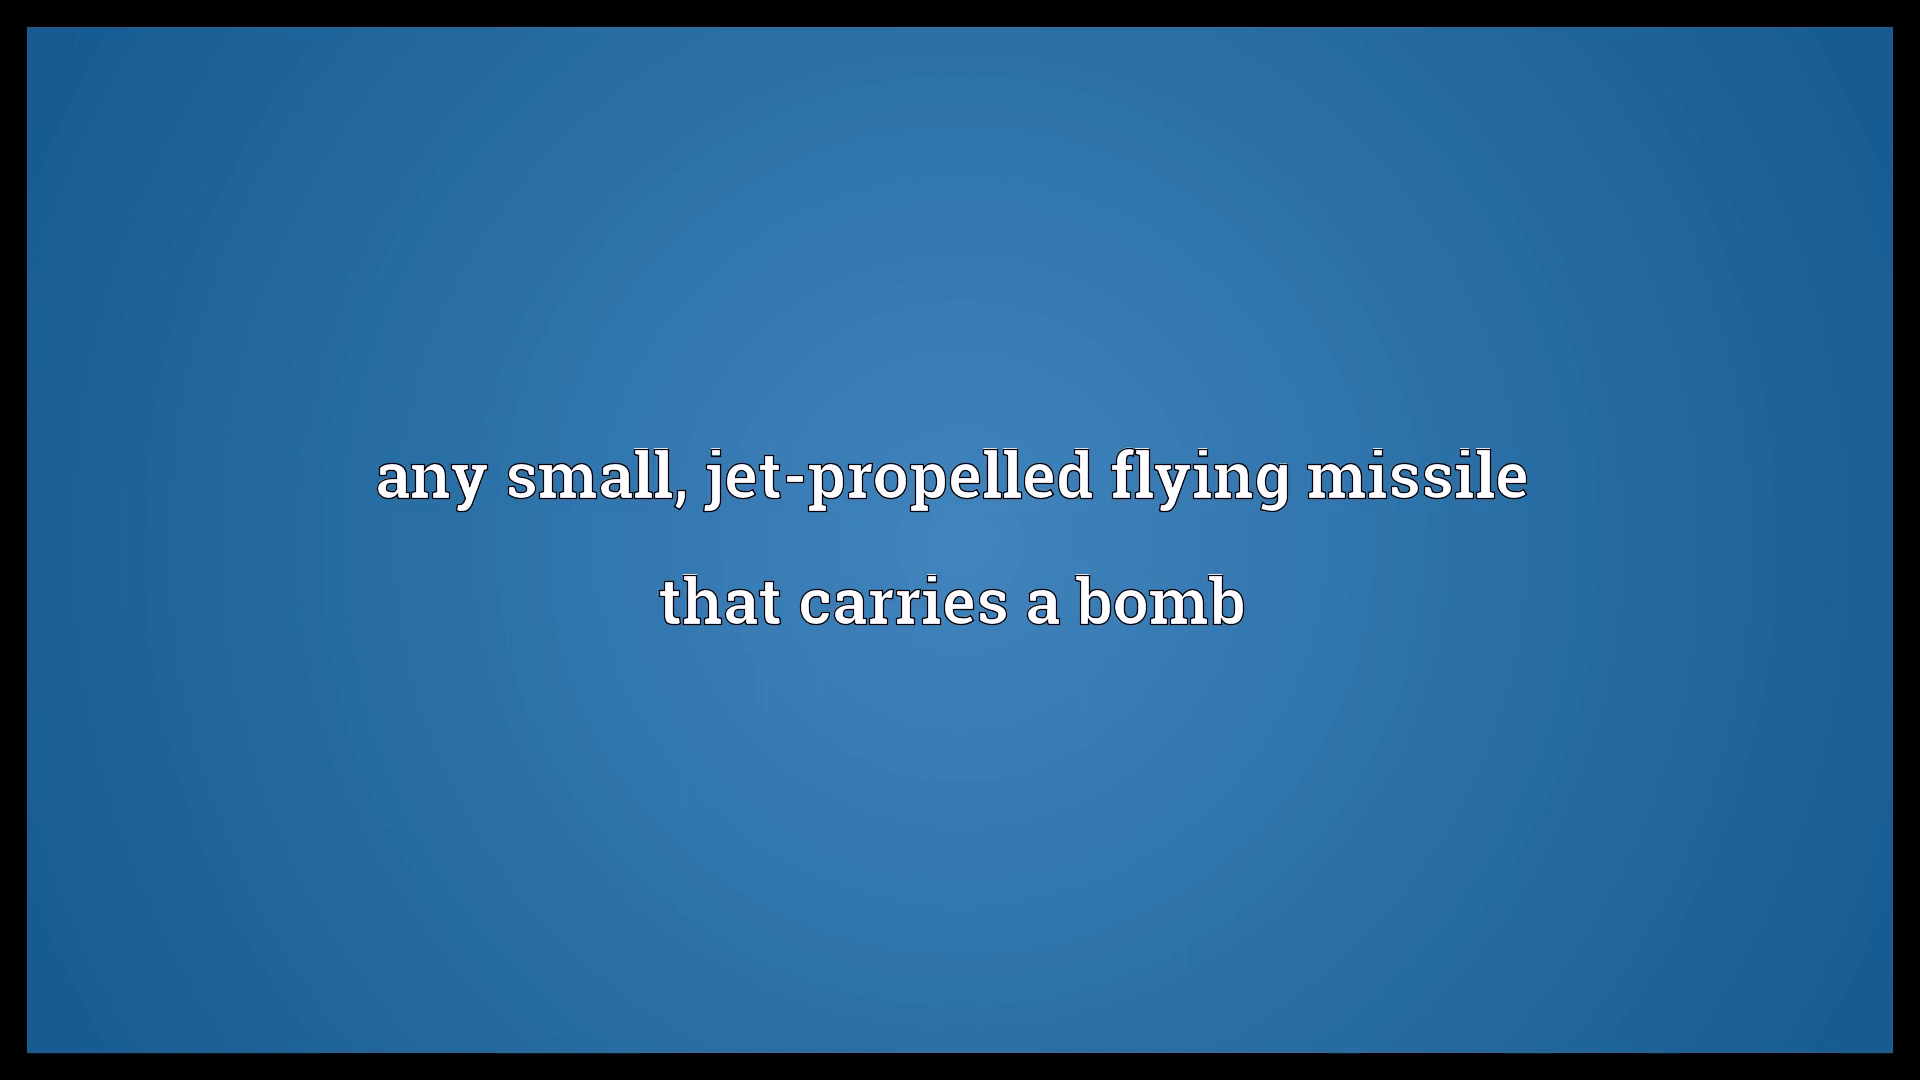 any small, jet-propelled flying missile
that carries a bomb